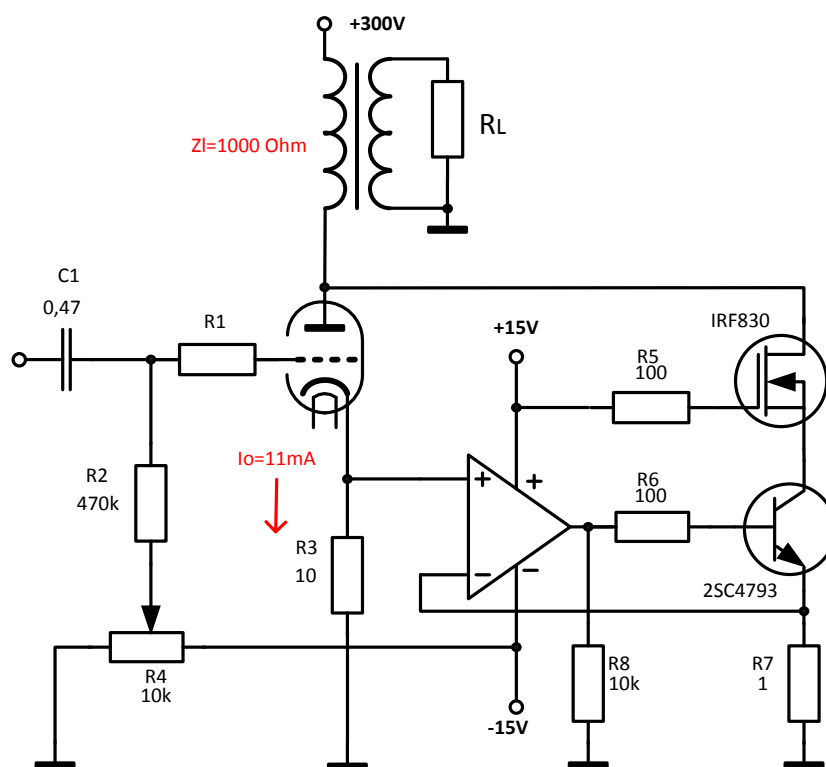 +300V
Zl=1000 Ohm
RL
C1
0,47
R1
+15V
IRF830
R5
100
R2
470k
Io=11mA
+
+
R6
100
R3
10
−
−
2SC4793
R4
10k
R8
10k
R7
1
-15V